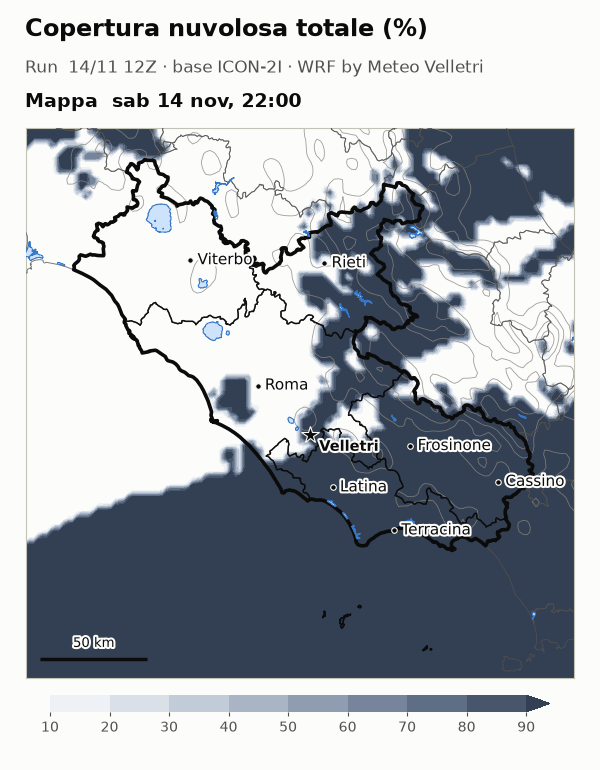 Copertura nuvolosa totale (%)
Run 14/11 12Z · base ICON-2I · WRF by Meteo Velletri
Mappa sab 14 nov, 22:00
Viterbo
Rieti
Roma
Velletri
Frosinone
Cassino
Latina
Terracina
50 km
10 20 30 40 50 60 70 80 90